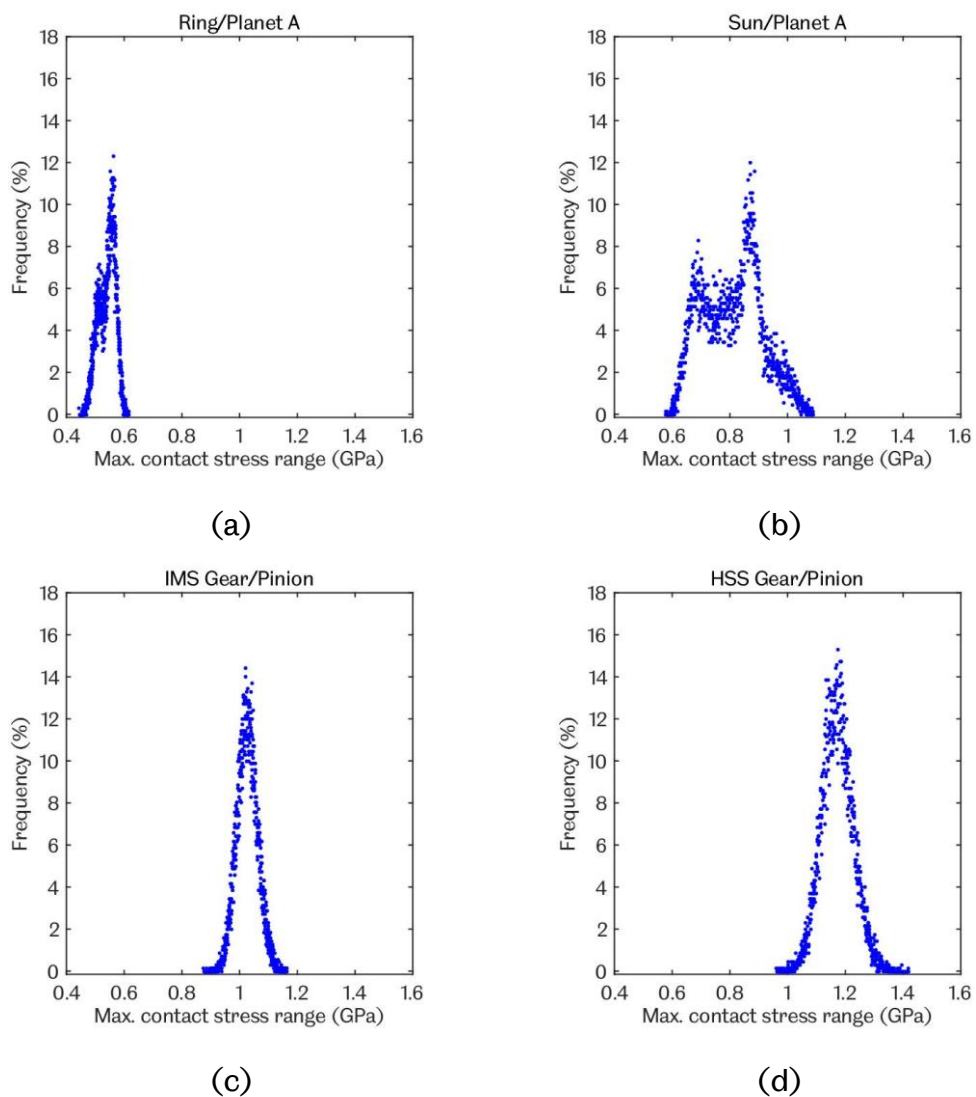 Ring/Planet A
18
16
14
12
10
8
6
4
2
0
Frequency (%)
0.4 0.6 0.8 1 1.2 1.4 1.6
Max. contact stress range (GPa)
(a)
Sun/Planet A
18
16
14
12
10
8
6
4
2
0
Frequency (%)
0.4 0.6 0.8 1 1.2 1.4 1.6
Max. contact stress range (GPa)
(b)
IMS Gear/Pinion
18
16
14
12
10
8
6
4
2
0
Frequency (%)
0.4 0.6 0.8 1 1.2 1.4 1.6
Max. contact stress range (GPa)
(c)
HSS Gear/Pinion
18
16
14
12
10
8
6
4
2
0
Frequency (%)
0.4 0.6 0.8 1 1.2 1.4 1.6
Max. contact stress range (GPa)
(d)